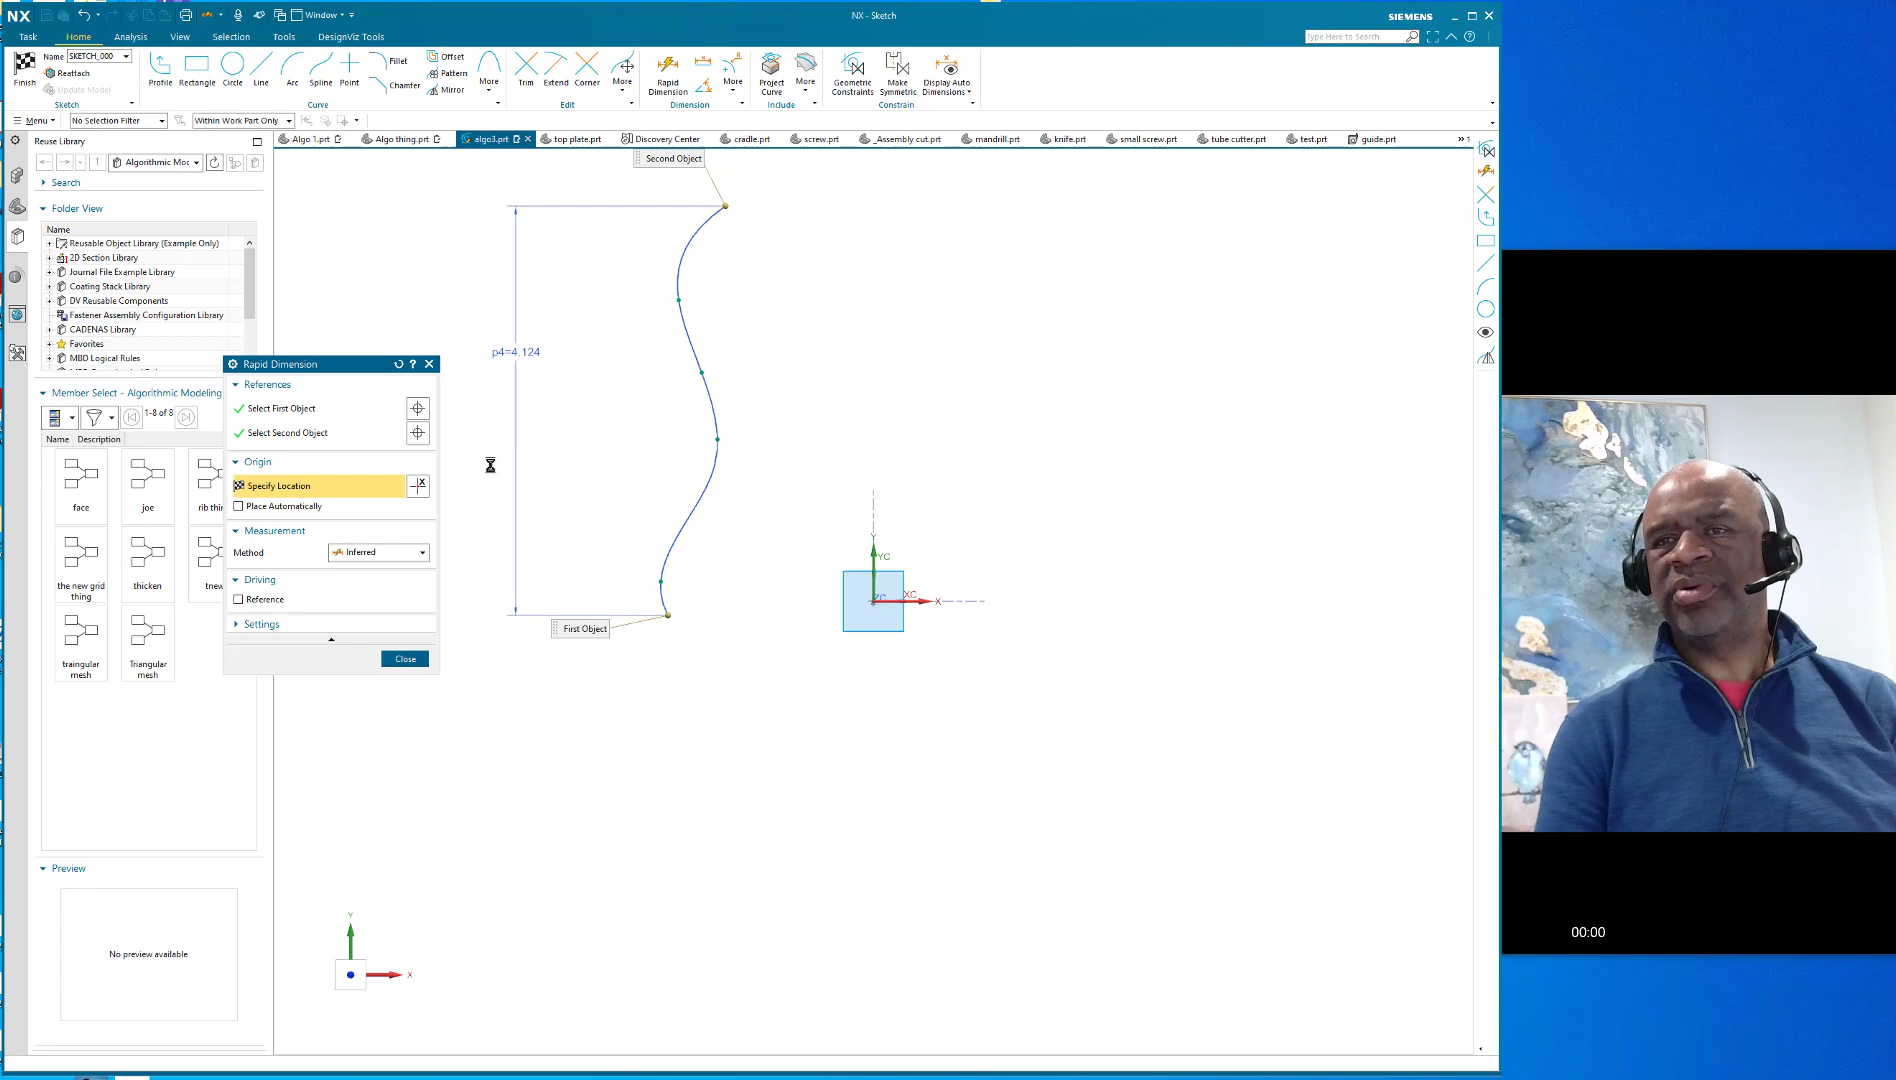 NX
Window
NX - Sketch
SIEMENS
Task
Home
Analysis
View
Selection
Tools
DesignViz Tools
Type Here to Search
Finish
Name
SKETCH_000
Reattach
Update Model
Sketch
Profile
Rectangle
Circle
Line
Arc
Spline
Point
Fillet
Chamfer
Offset
Pattern
Mirror
More
Curve
Trim
Extend
Corner
More
Edit
Rapid
Dimension
More
Dimension
Project
Curve
More
Include
Geometric
Constraints
Make
Symmetric
Display Auto
Dimensions
Constrain
Menu
No Selection Filter
Within Work Part Only
Algo 1.prt
Algo thing.prt
algo3.prt
top plate.prt
Discovery Center
cradle.prt
screw.prt
_Assembly cut.prt
mandrill.prt
knife.prt
small screw.prt
tube cutter.prt
test.prt
guide.prt
1
Reuse Library
Algorithmic Moc
Search
Folder View
Name
Reusable Object Library (Example Only)
2D Section Library
Journal File Example Library
Coating Stack Library
DV Reusable Components
Fastener Assembly Configuration Library
CADENAS Library
Favorites
MBD Logical Rules
Member Select - Algorithmic Modeling
1-8 of 8
Name
Description
face
joe
rib thi
the new grid
thing
thicken
tnew
traingular
mesh
Triangular
mesh
Preview
No preview available
Rapid Dimension
References
Select First Object
Select Second Object
Origin
Specify Location
Place Automatically
Measurement
Method
Inferred
Driving
Reference
Settings
Close
Second Object
p4=4.124
First Object
Y
YC
ZC
XC
X
Y
X
00:00